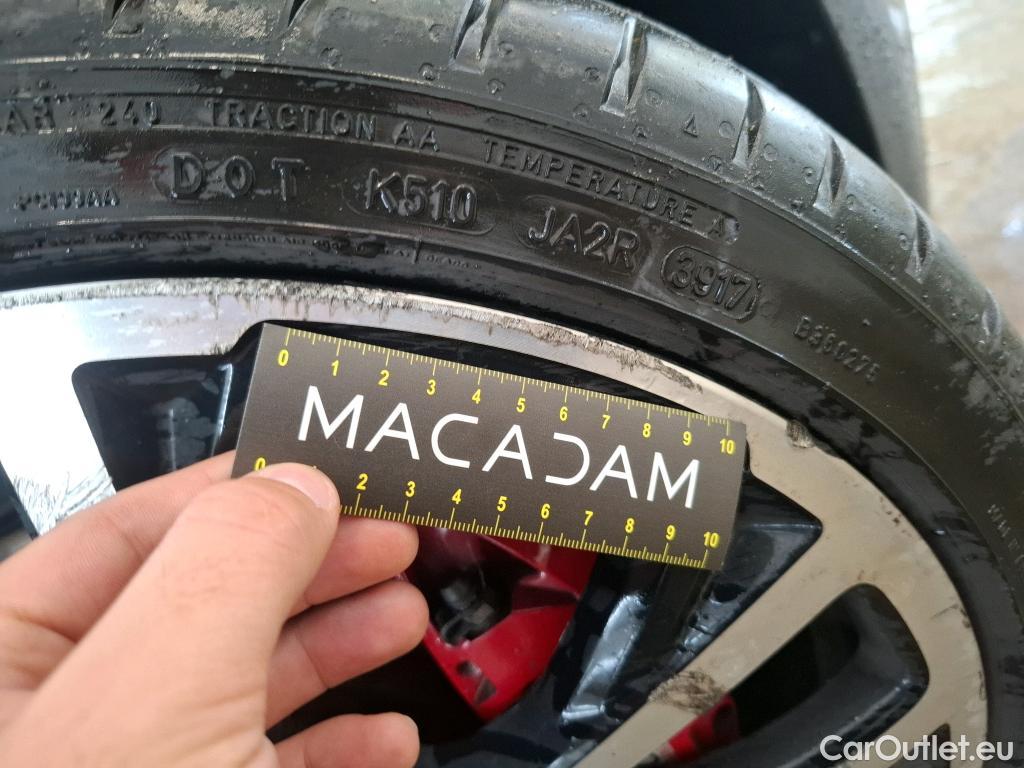 240 TRACTION AA TEMPERATURE A
DOT K510 JA2R 3917
0 1 2 3 4 5 6 7 8 9 10
MACADAM
0 1 2 3 4 5 6 7 8 9 10
CarOutlet.eu